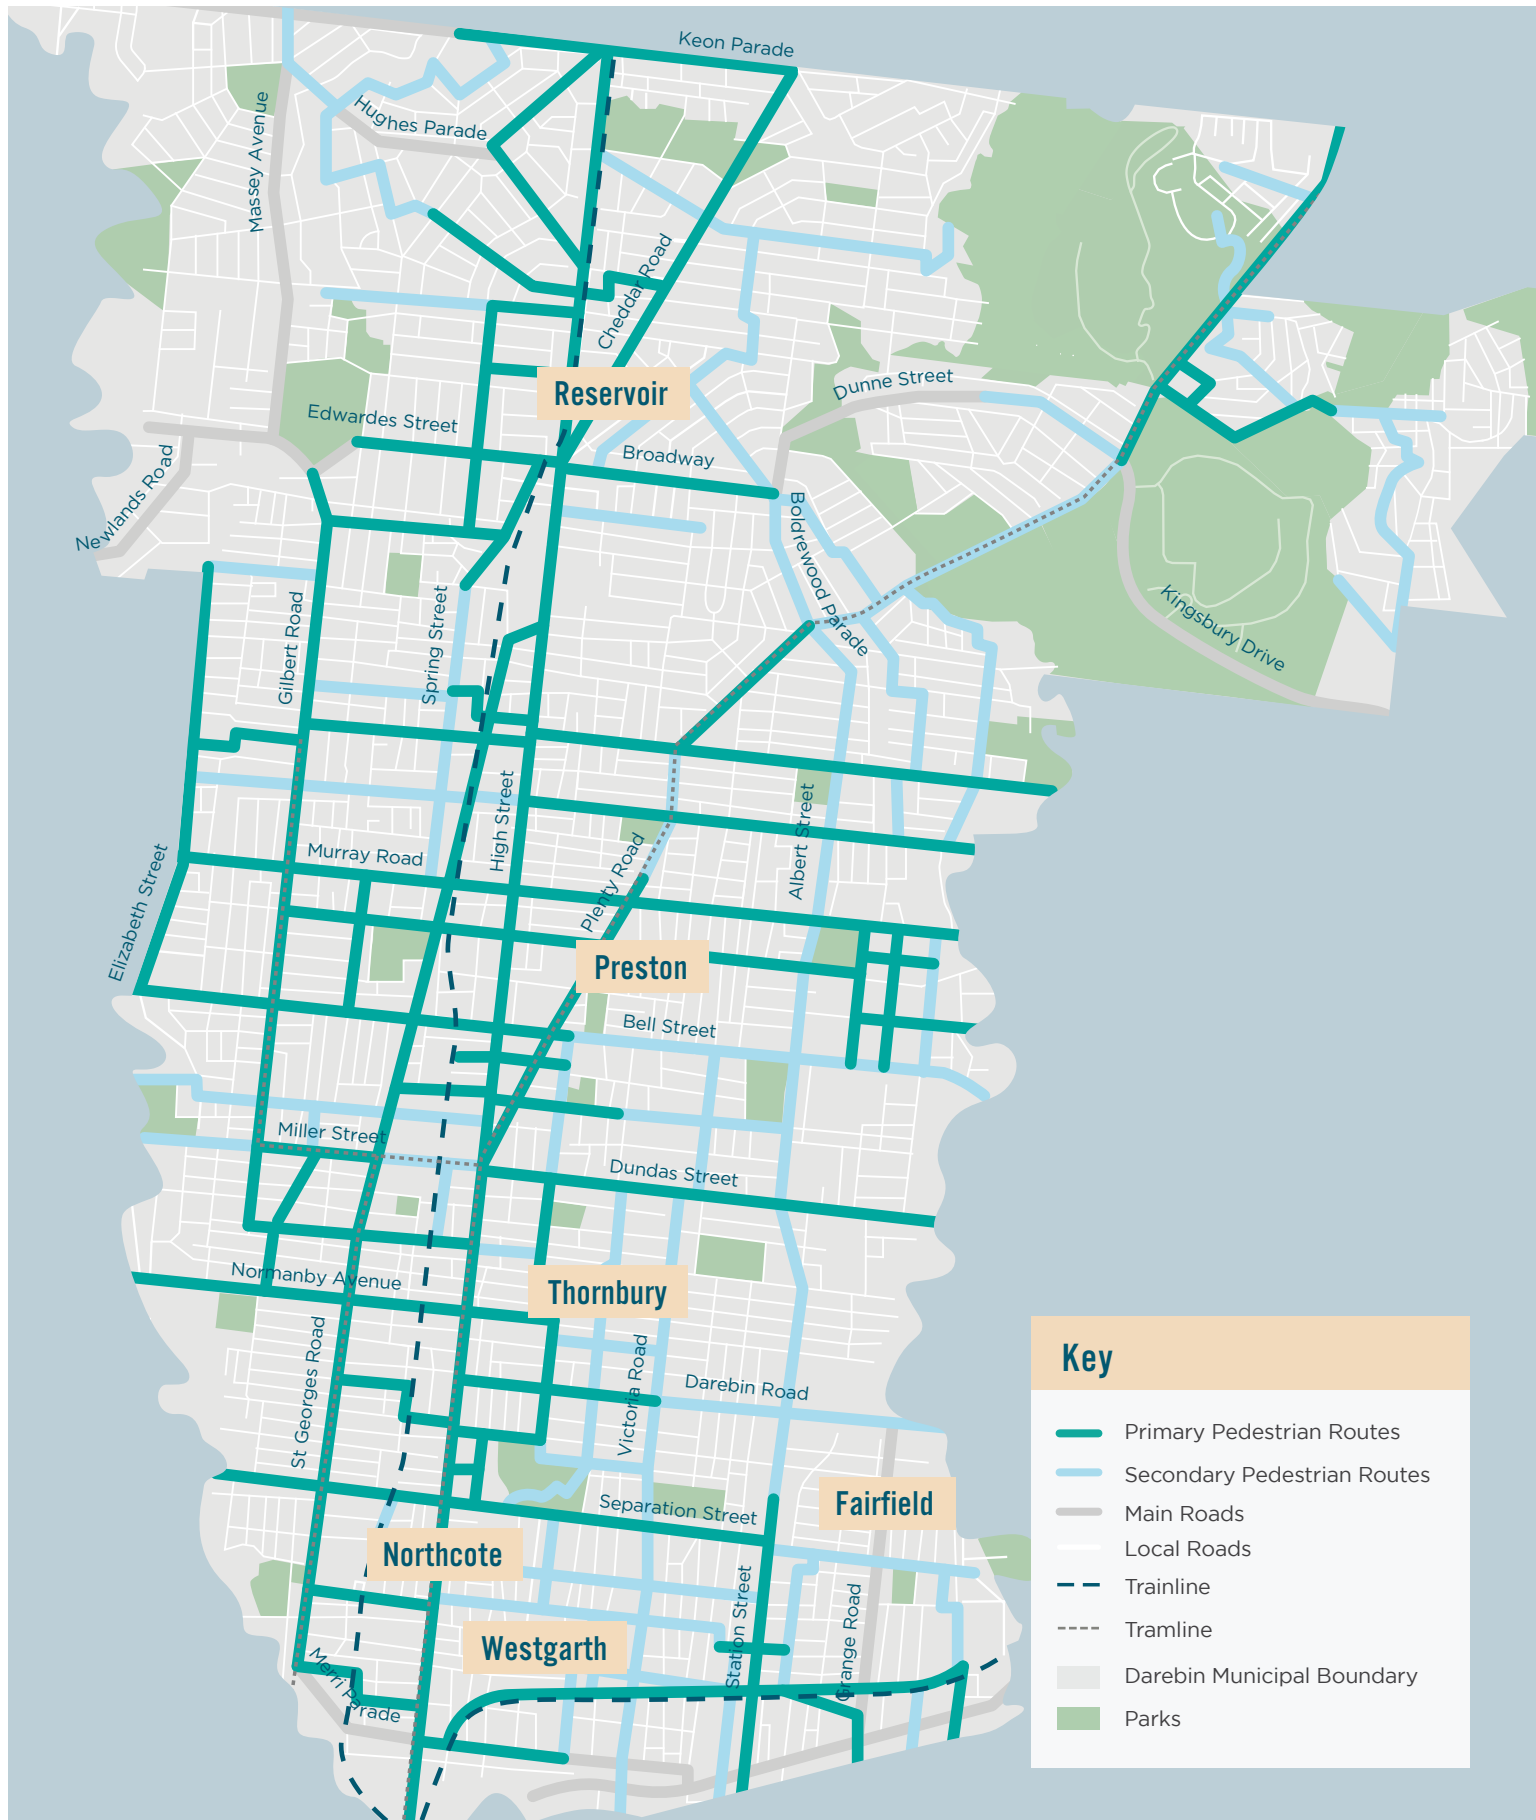 Keon Parade
Hughes Parade
Massey Avenue
Cheddar Road
Reservoir
Dunne Street
Edwardes Street
Broadway
Newlands Road
Boldrewood Parade
Kingsbury Drive
Gilbert Road
Spring Street
High Street
Albert Street
Murray Road
Plenty Road
Elizabeth Street
Preston
Bell Street
Miller Street
Dundas Street
Normanby Avenue
Thornbury
St Georges Road
Victoria Road
Darebin Road
Separation Street
Fairfield
Northcote
Station Street
Grange Road
Westgarth
Merri Parade
Key
Primary Pedestrian Routes
Secondary Pedestrian Routes
Main Roads
Local Roads
Trainline
Tramline
Darebin Municipal Boundary
Parks